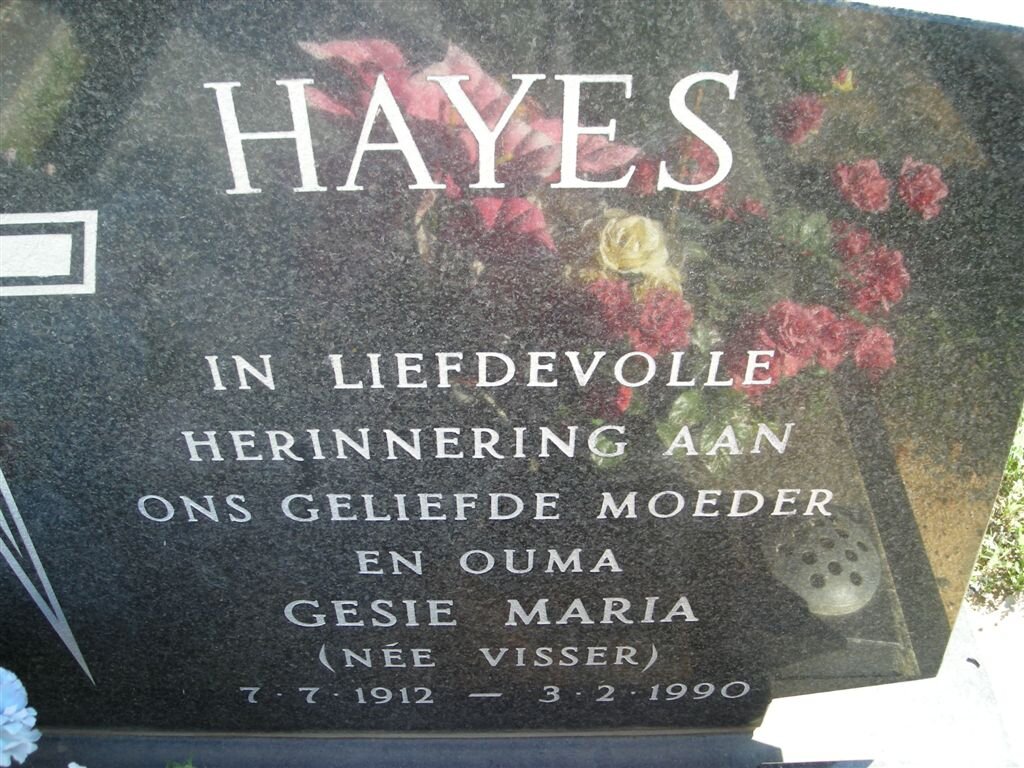 HAYES
IN LIEFDEVOLLE
HERINNERING AAN
ONS GELIEFDE MOEDER
EN OUMA
GESIE MARIA
(NÉE VISSER)
7·7·1912 — 3·2·1990